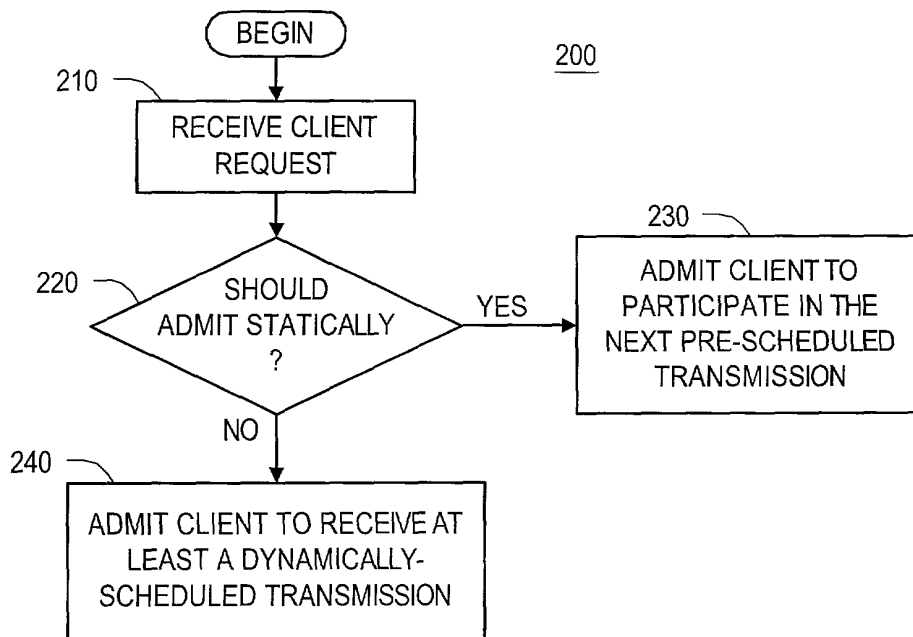 BEGIN
200
210
RECEIVE CLIENT
REQUEST
220
SHOULD
ADMIT STATICALLY
?
YES
230
ADMIT CLIENT TO
PARTICIPATE IN THE
NEXT PRE-SCHEDULED
TRANSMISSION
NO
240
ADMIT CLIENT TO RECEIVE AT
LEAST A DYNAMICALLY-
SCHEDULED TRANSMISSION